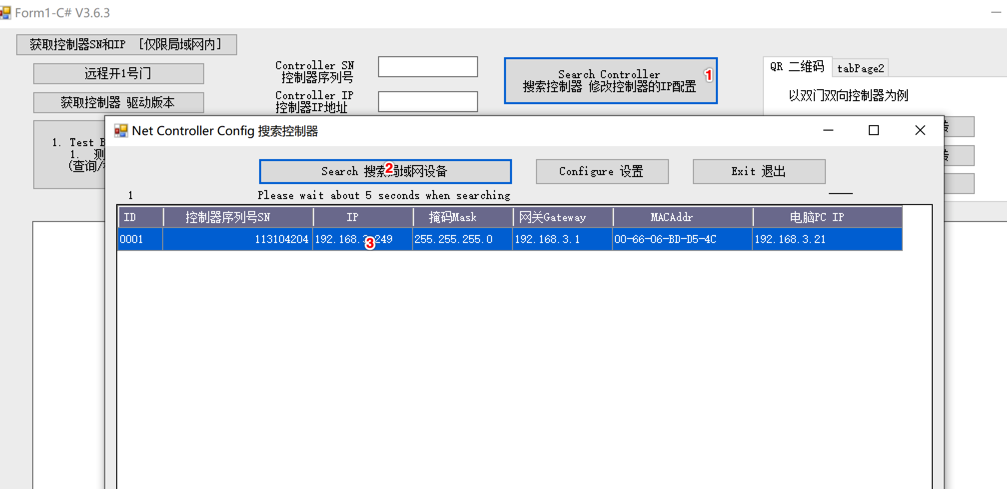 Form1-C# V3.6.3
获取控制器SN和IP [仅限局域网内]
远程开1号门
获取控制器 驱动版本
Controller SN
控制器序列号
Controller IP
控制器IP地址
Search Controller
搜索控制器 修改控制器的IP配置
1
QR 二维码
tabPage2
以双门双向控制器为例
1. Test
1. 测
(查询/
Net Controller Config 搜索控制器
Search 搜索局域网设备
2
Configure 设置
Exit 退出
1
Please wait about 5 seconds when searching
ID 控制器序列号SN IP 掩码Mask 网关Gateway MACAddr 电脑PC IP
0001 113104204 192.168.3.249 255.255.255.0 192.168.3.1 00-66-06-BD-D5-4C 192.168.3.21
3